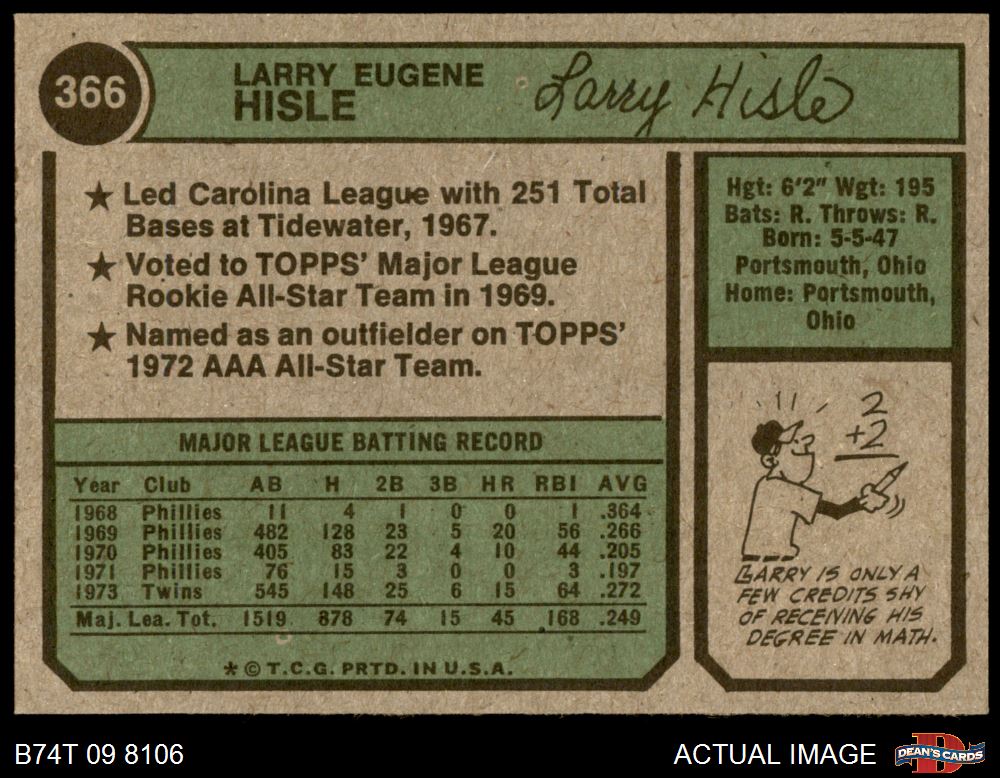 366
LARRY EUGENE
HISLE
Larry Hisle
★ Led Carolina League with 251 Total
Bases at Tidewater, 1967.
★ Voted to TOPPS' Major League
Rookie All-Star Team in 1969.
★ Named as an outfielder on TOPPS'
1972 AAA All-Star Team.
Hgt: 6'2" Wgt: 195
Bats: R. Throws: R.
Born: 5-5-47
Portsmouth, Ohio
Home: Portsmouth,
Ohio
MAJOR LEAGUE BATTING RECORD
Year Club AB H 2B 3B HR RBI AVG
1968 Phillies 11 4 1 0 0 1 .364
1969 Phillies 482 128 23 5 20 56 .266
1970 Phillies 405 83 22 4 10 44 .205
1971 Phillies 76 15 3 0 0 3 .197
1973 Twins 545 148 25 6 15 64 .272
Maj. Lea. Tot. 1519 878 74 15 45 168 .249
* © T.C.G. PRTD. IN U.S.A.
2
+2
LARRY IS ONLY A
FEW CREDITS SHY
OF RECEIVING HIS
DEGREE IN MATH.
B74T 09 8106
ACTUAL IMAGE
DEAN'S CARDS